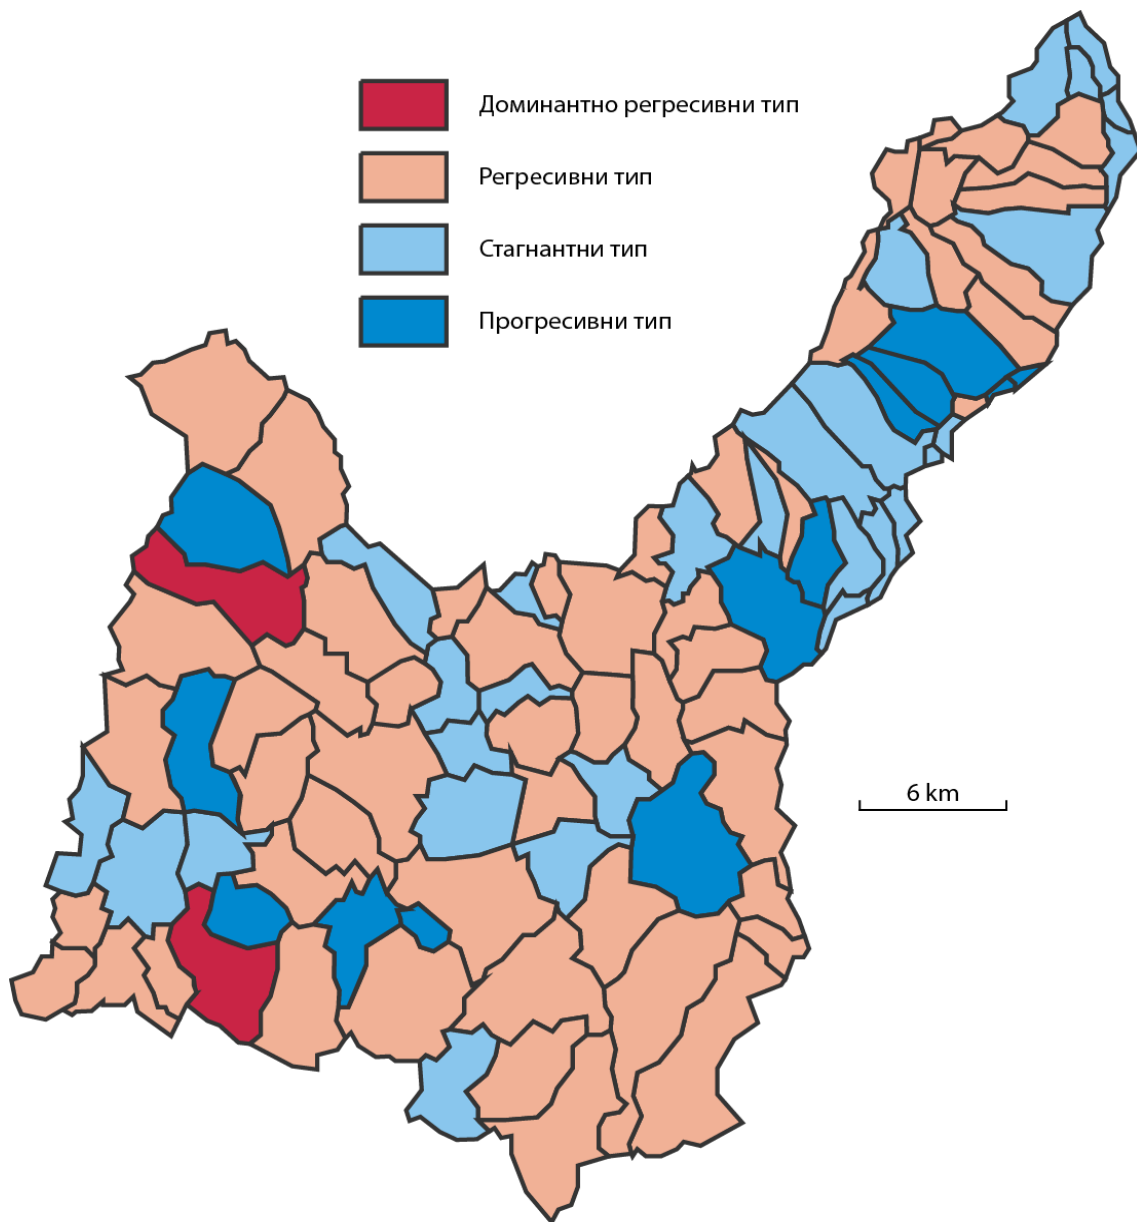 Доминантно регресивни тип
Регресивни тип
Стагнантни тип
Прогресивни тип
6 km